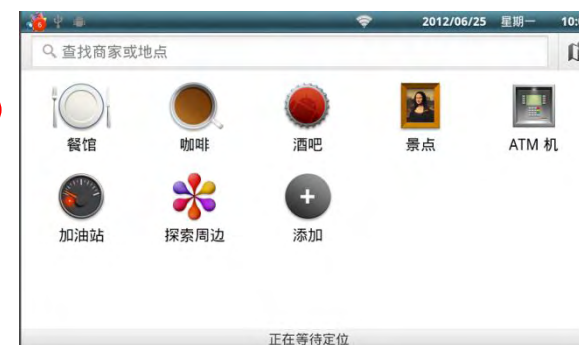 2012/06/25 星期一 10:
查找商家或地点
餐馆 咖啡 酒吧 景点 ATM 机
加油站 探索周边 添加
正在等待定位